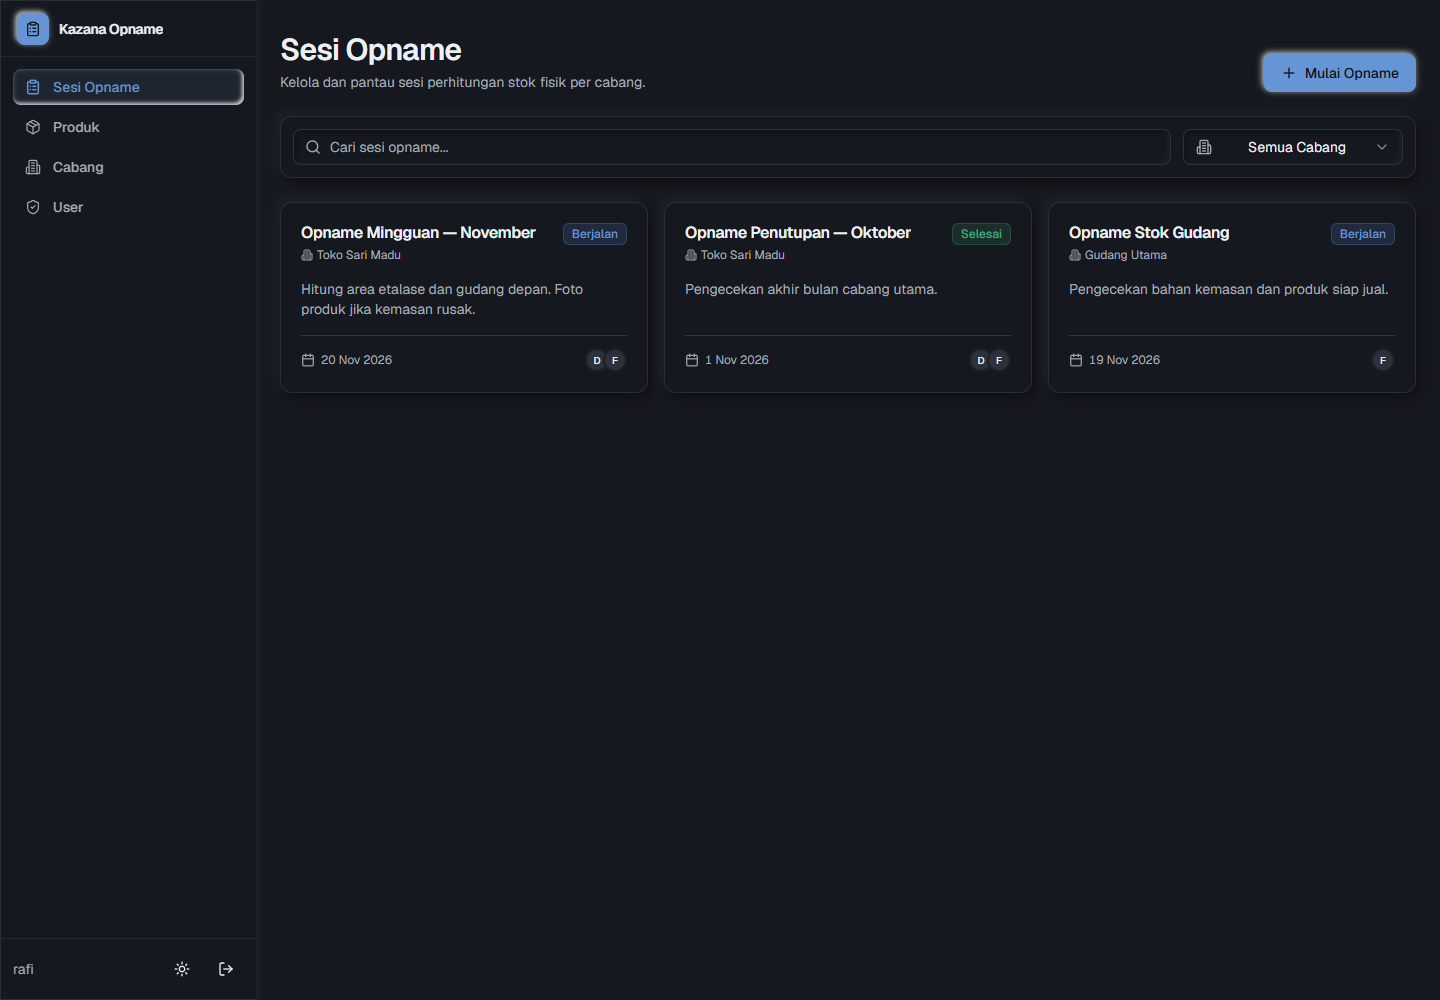 Kazana Opname
Sesi Opname
Produk
Cabang
User
rafi
Sesi Opname
Kelola dan pantau sesi perhitungan stok fisik per cabang.
Mulai Opname
Cari sesi opname...
Semua Cabang
Opname Mingguan — November
Berjalan
Toko Sari Madu
Hitung area etalase dan gudang depan. Foto
produk jika kemasan rusak.
20 Nov 2026
D F
Opname Penutupan — Oktober
Selesai
Toko Sari Madu
Pengecekan akhir bulan cabang utama.
1 Nov 2026
D F
Opname Stok Gudang
Berjalan
Gudang Utama
Pengecekan bahan kemasan dan produk siap jual.
19 Nov 2026
F